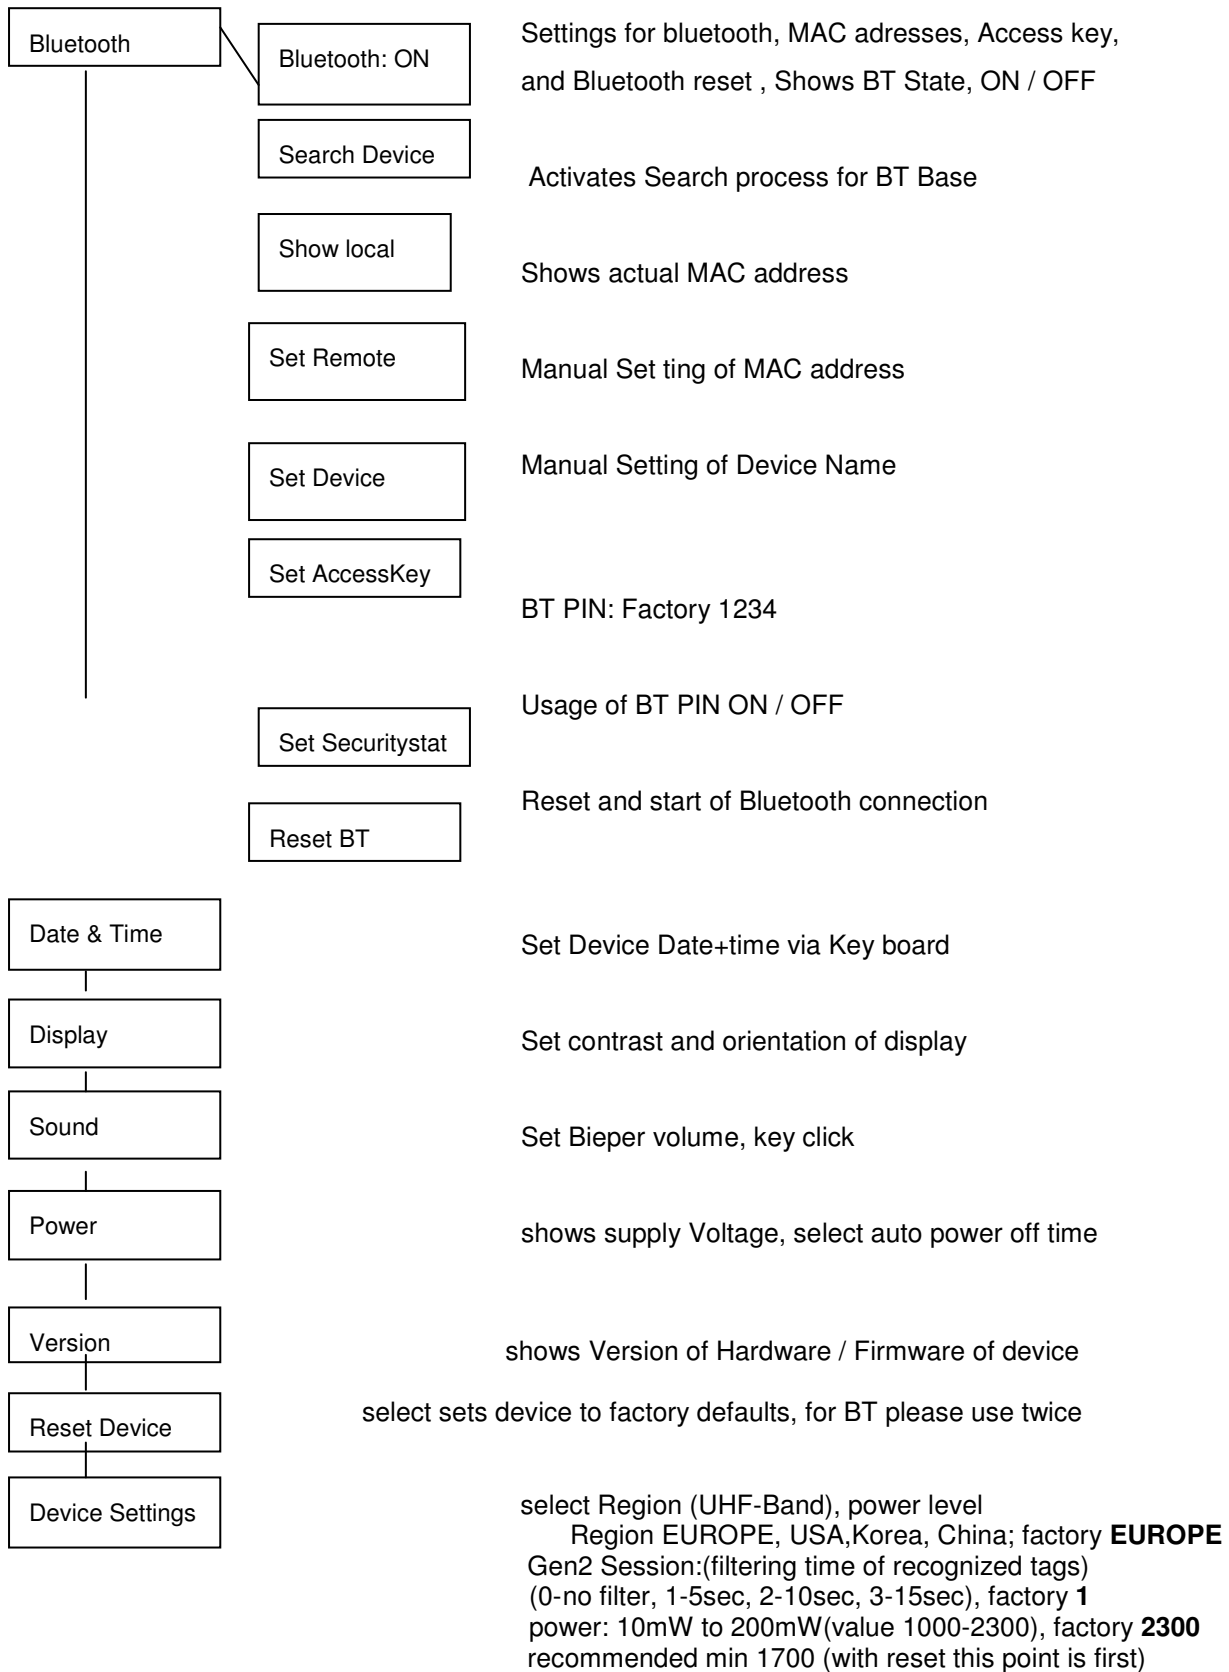 Bluetooth
Bluetooth: ON
Settings for bluetooth, MAC adresses, Access key,
and Bluetooth reset , Shows BT State, ON / OFF
Search Device
Activates Search process for BT Base
Show local
Shows actual MAC address
Set Remote
Manual Set ting of MAC address
Set Device
Manual Setting of Device Name
Set AccessKey
BT PIN: Factory 1234
Usage of BT PIN ON / OFF
Set Securitystat
Reset and start of Bluetooth connection
Reset BT
Date & Time
Set Device Date+time via Key board
Display
Set contrast and orientation of display
Sound
Set Bieper volume, key click
Power
shows supply Voltage, select auto power off time
Version
shows Version of Hardware / Firmware of device
Reset Device
select sets device to factory defaults, for BT please use twice
Device Settings
select Region (UHF-Band), power level
Region EUROPE, USA,Korea, China; factory EUROPE
Gen2 Session:(filtering time of recognized tags)
(0-no filter, 1-5sec, 2-10sec, 3-15sec), factory 1
power: 10mW to 200mW(value 1000-2300), factory 2300
recommended min 1700 (with reset this point is first)